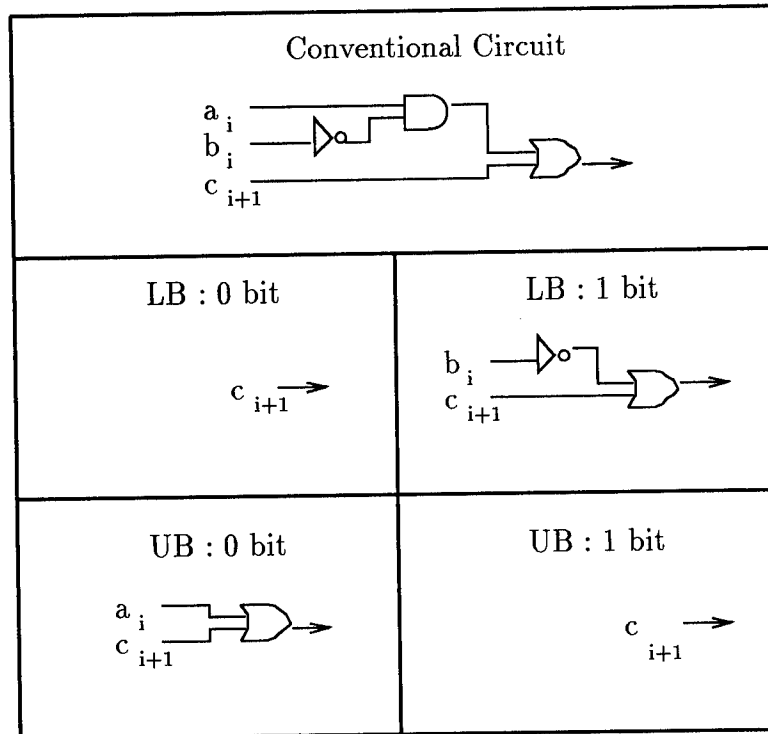 Conventional Circuit
a i
b i
c i+1
LB : 0 bit
c i+1
LB : 1 bit
b i
c i+1
UB : 0 bit
a i
c i+1
UB : 1 bit
c i+1